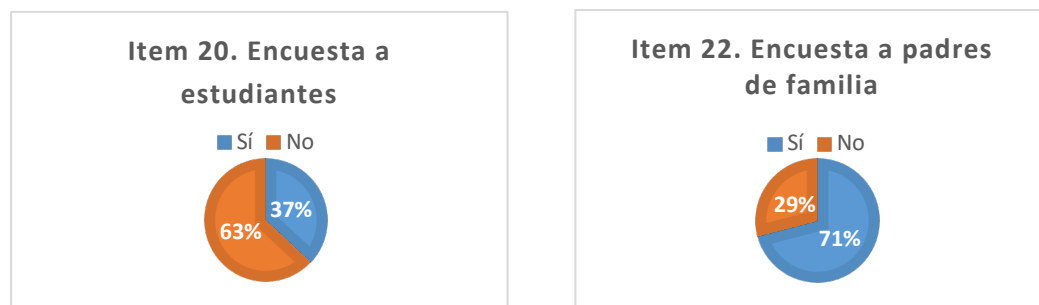 Item 20. Encuesta a
estudiantes
Sí No
37%
63%
Item 22. Encuesta a padres
de familia
Sí No
29%
71%